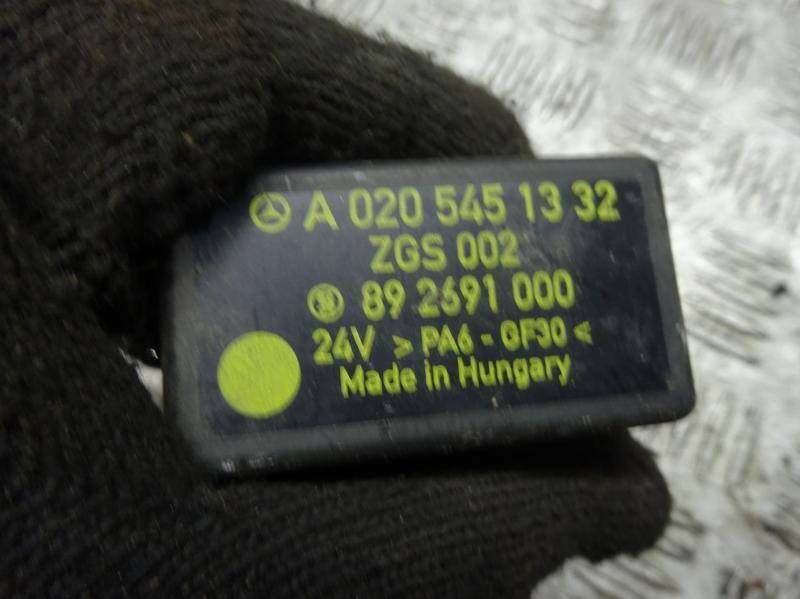 A 020 545 13 32
ZGS 002
89 2691 000
24V > PA6 - GF30 <
Made in Hungary